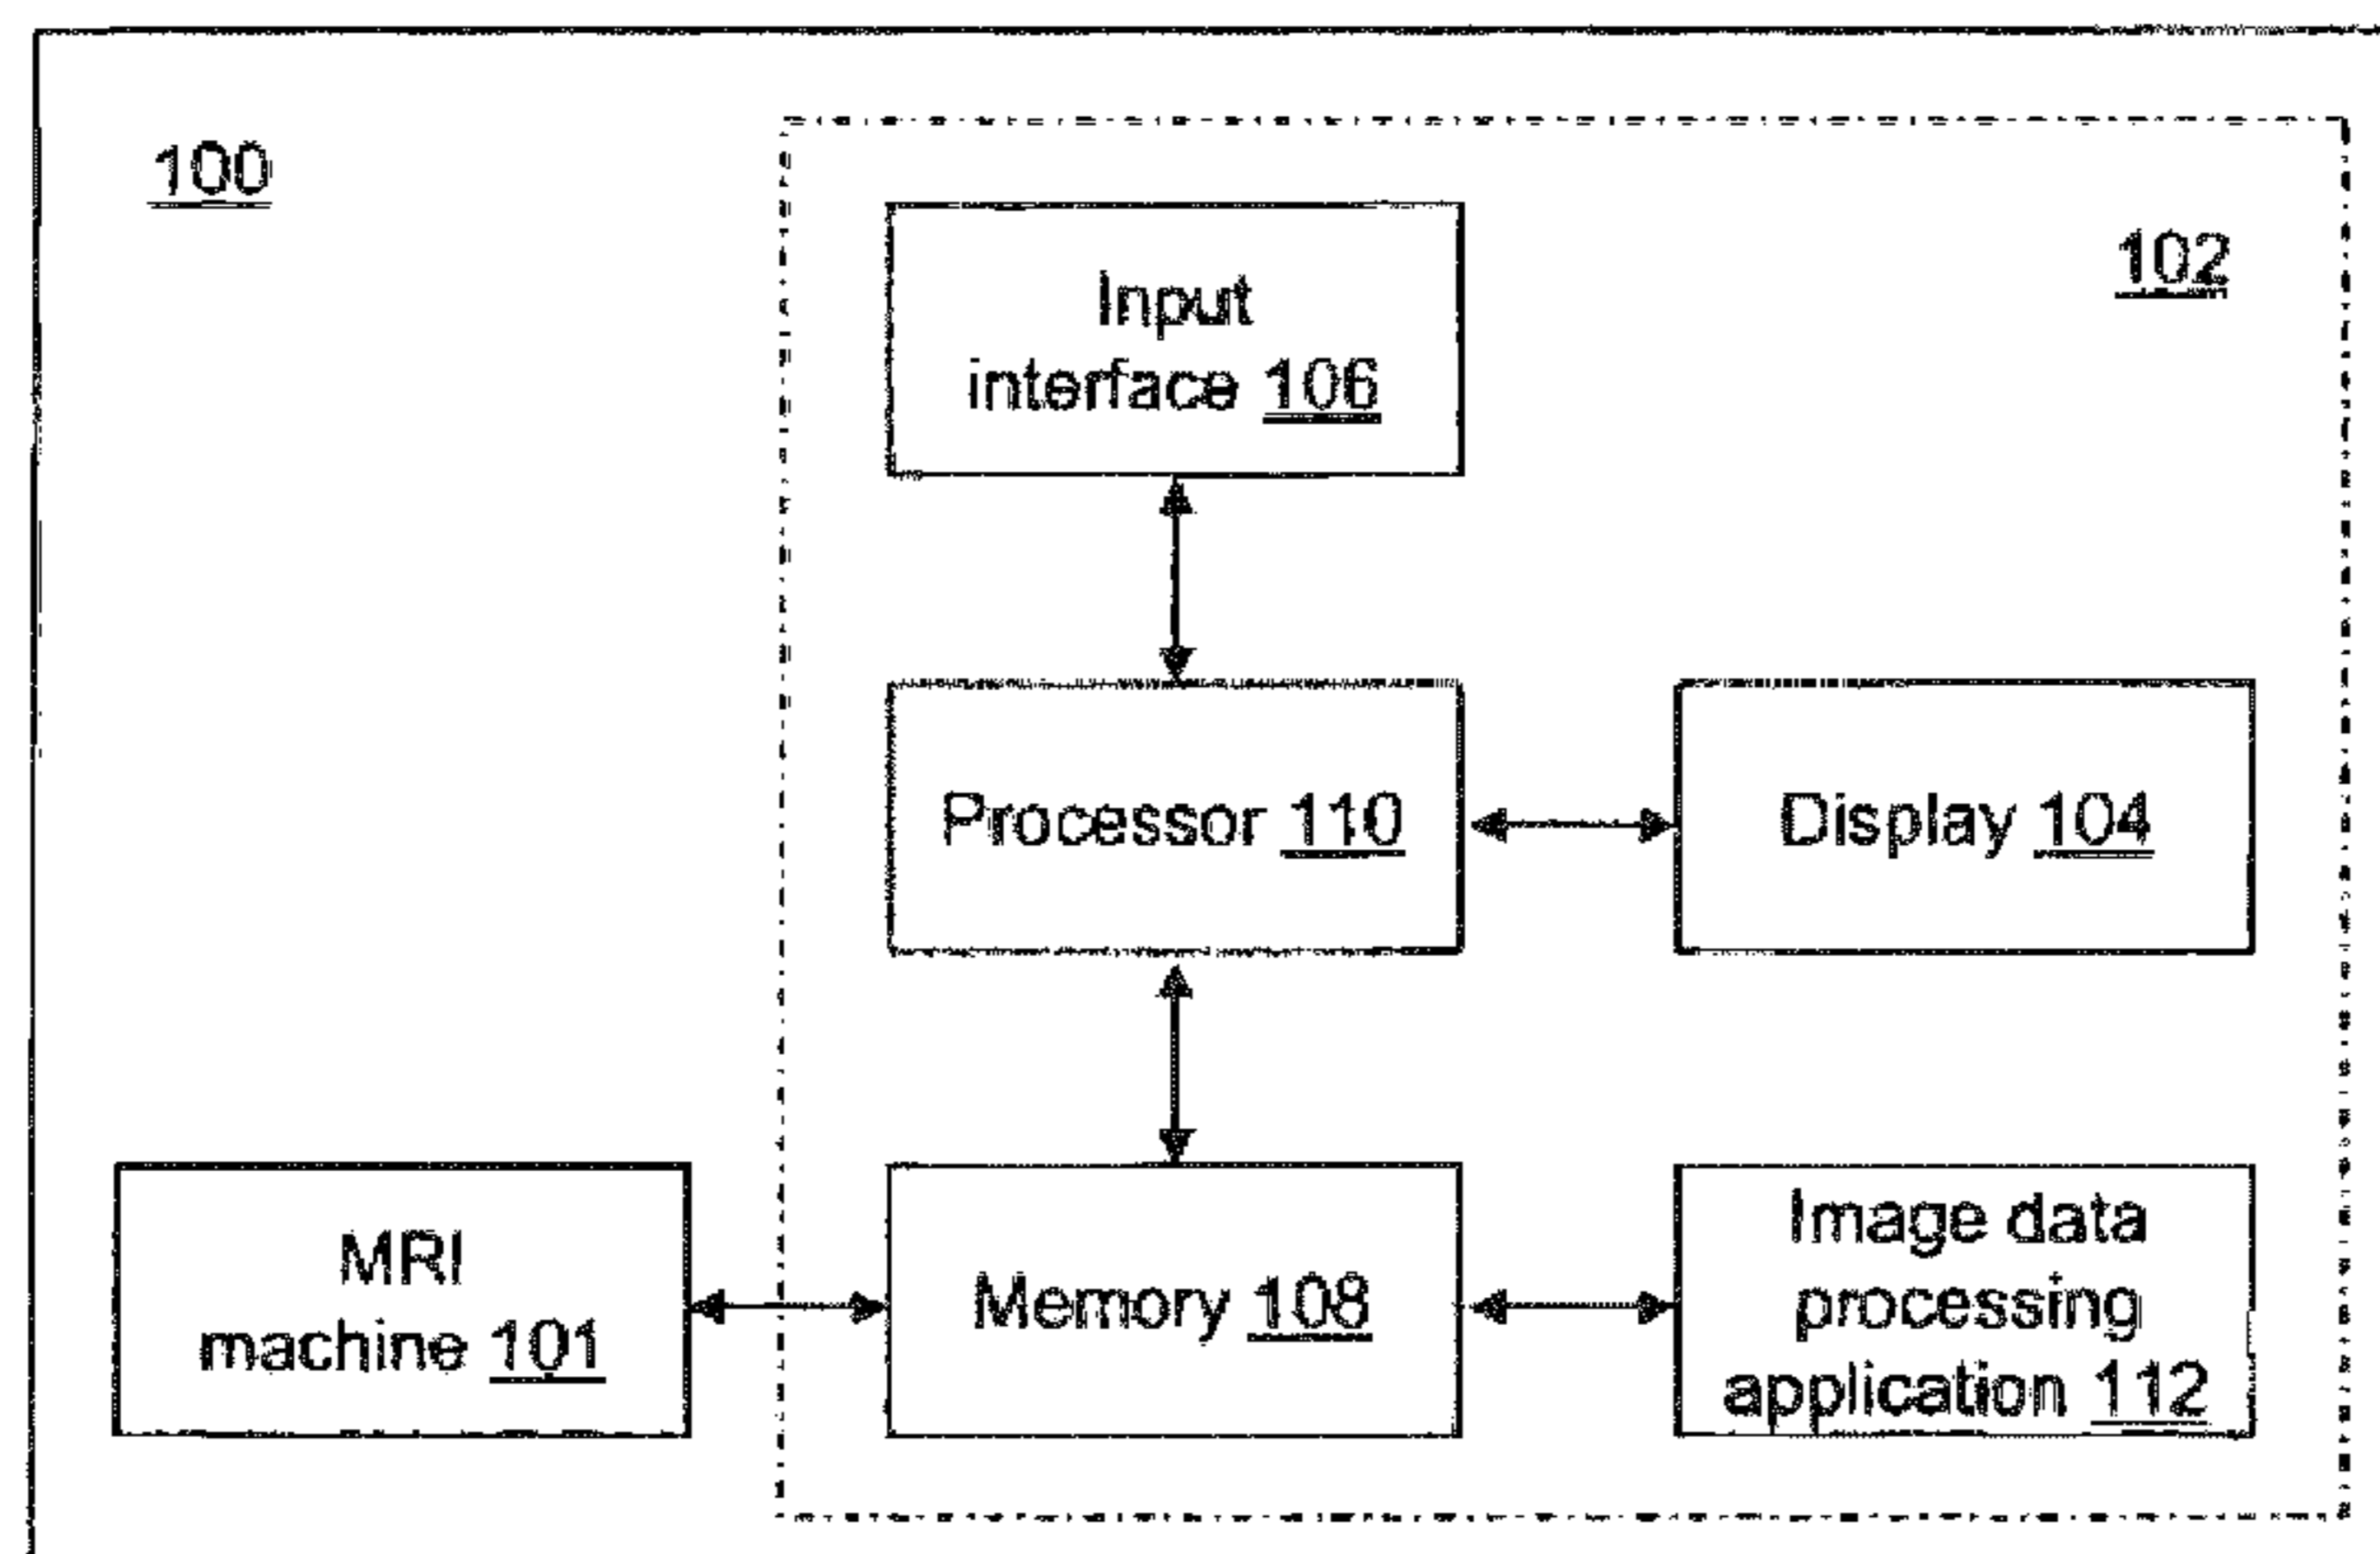 100
102
Input
interface 106
Processor 110
Display 104
MRI
machine 101
Memory 108
Image data
processing
application 112